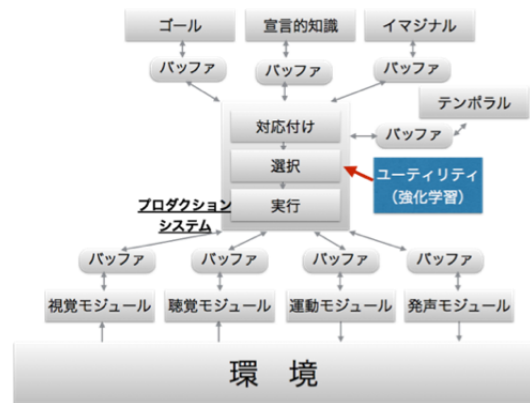 ゴール
宣言的知識
イマジナル
バッファ
バッファ
バッファ
テンポラル
バッファ
対応付け
選択
実行
ユーティリティ
(強化学習)
プロダクション
システム
バッファ
バッファ
バッファ
バッファ
視覚モジュール
聴覚モジュール
運動モジュール
発声モジュール
環 境